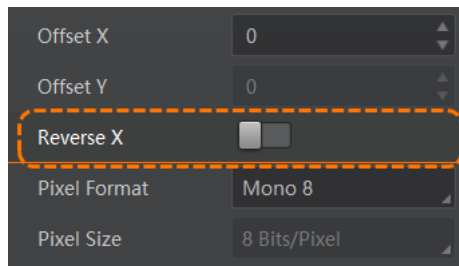 Offset X 0
Offset Y 0
Reverse X
Pixel Format Mono 8
Pixel Size 8 Bits/Pixel